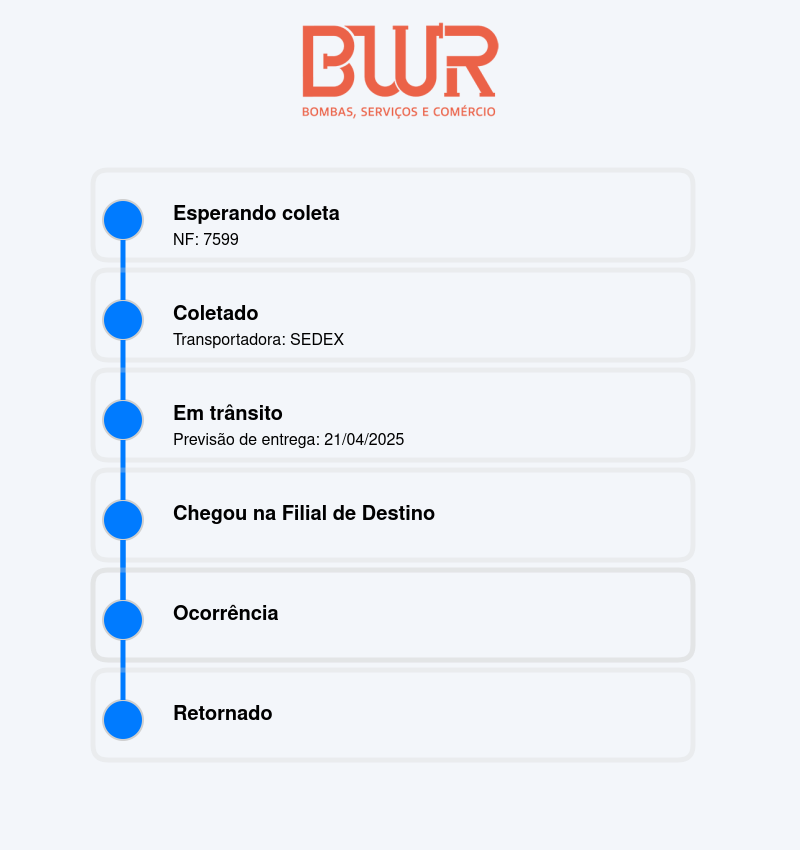 BWR
BOMBAS, SERVIÇOS E COMÉRCIO
Esperando coleta
NF: 7599
Coletado
Transportadora: SEDEX
Em trânsito
Previsão de entrega: 21/04/2025
Chegou na Filial de Destino
Ocorrência
Retornado